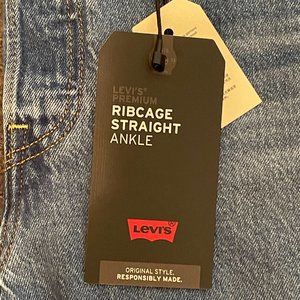 LEVI'S®
PREMIUM
RIBCAGE
STRAIGHT
ANKLE
Levi's®
ORIGINAL STYLE.
RESPONSIBLY MADE.